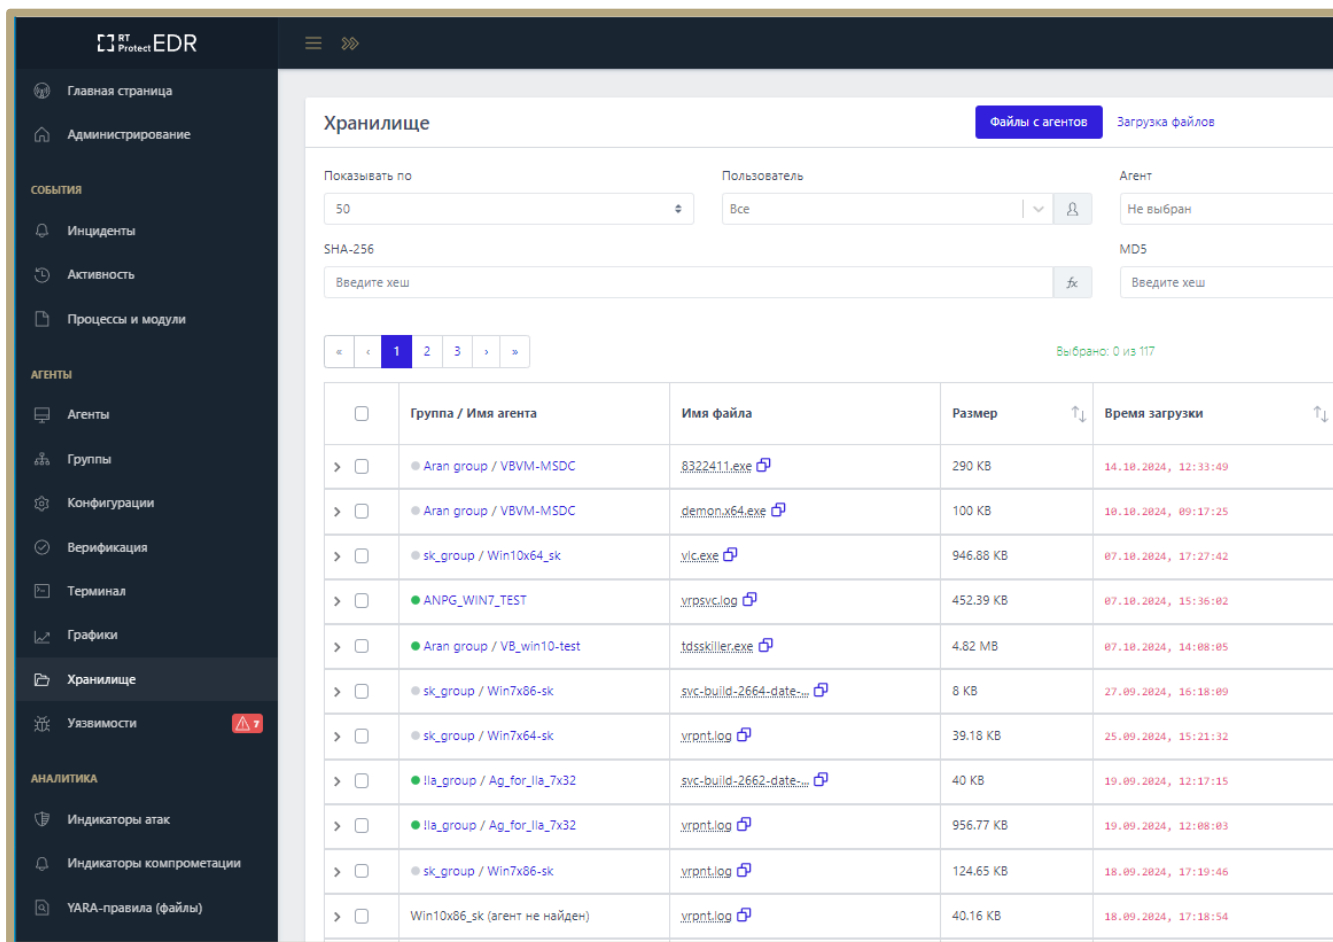 RT Protect EDR
Главная страница
Администрирование
СОБЫТИЯ
Инциденты
Активность
Процессы и модули
АГЕНТЫ
Агенты
Группы
Конфигурации
Верификация
Терминал
Графики
Хранилище
Уязвимости 7
АНАЛИТИКА
Индикаторы атак
Индикаторы компрометации
YARA-правила (файлы)
Хранилище Файлы с агентов Загрузка файлов
Показывать по Пользователь Агент
50 Все Не выбран
SHA-256 MD5
Введите хеш fx Введите хеш
« ‹ 1 2 3 › » Выбрано: 0 из 117
Группа / Имя агента Имя файла Размер Время загрузки
Aran group / VBVM-MSDC 8322411.exe 290 KB 14.10.2024, 12:33:49
Aran group / VBVM-MSDC demon.x64.exe 100 KB 10.10.2024, 09:17:25
sk_group / Win10x64_sk vlc.exe 946.88 KB 07.10.2024, 17:27:42
ANPG_WIN7_TEST vrpsvc.log 452.39 KB 07.10.2024, 15:36:02
Aran group / VB_win10-test tdsskiller.exe 4.82 MB 07.10.2024, 14:08:05
sk_group / Win7x86-sk svc-build-2664-date-... 8 KB 27.09.2024, 16:18:09
sk_group / Win7x64-sk vrpnt.log 39.18 KB 25.09.2024, 15:21:32
!la_group / Ag_for_lla_7x32 svc-build-2662-date-... 40 KB 19.09.2024, 12:17:15
!la_group / Ag_for_lla_7x32 vrpnt.log 956.77 KB 19.09.2024, 12:08:03
sk_group / Win7x86-sk vrpnt.log 124.65 KB 18.09.2024, 17:19:46
Win10x86_sk (агент не найден) vrpnt.log 40.16 KB 18.09.2024, 17:18:54